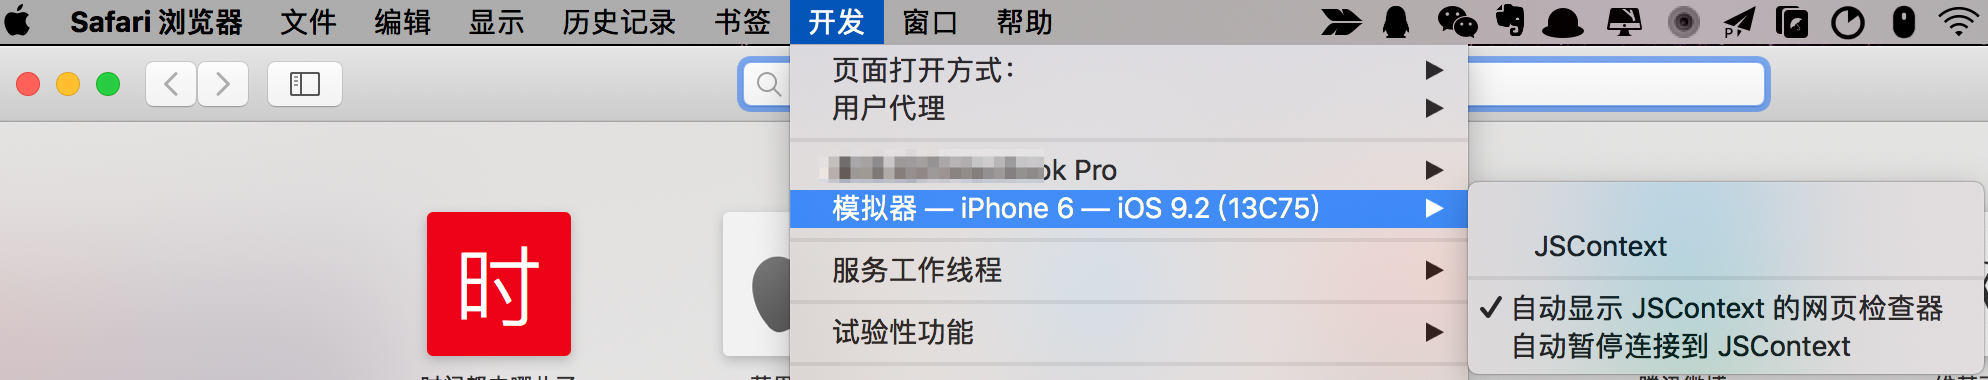 Safari 浏览器 文件 编辑 显示 历史记录 书签 开发 窗口 帮助
P
页面打开方式：
用户代理
ok Pro
模拟器 — iPhone 6 — iOS 9.2 (13C75)
JSContext
服务工作线程
自动显示 JSContext 的网页检查器
试验性功能
自动暂停连接到 JSContext
时